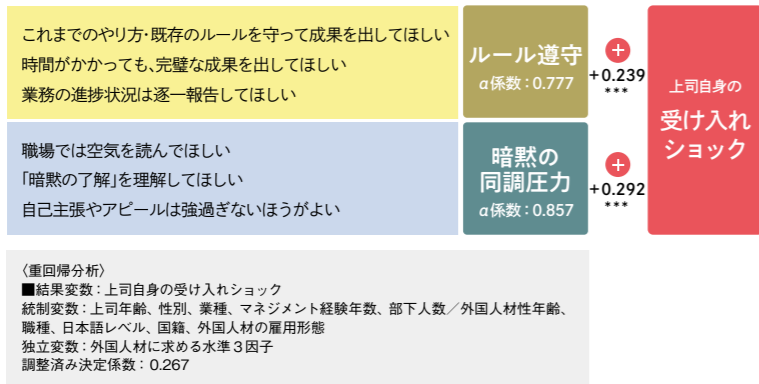 これまでのやり方・既存のルールを守って成果を出してほしい
時間がかかっても、完璧な成果を出してほしい
業務の進捗状況は逐一報告してほしい
ルール遵守
α係数：0.777
+
+0.239
***
職場では空気を読んでほしい
「暗黙の了解」を理解してほしい
自己主張やアピールは強過ぎないほうがよい
暗黙の
同調圧力
α係数：0.857
+
+0.292
***
上司自身の
受け入れ
ショック
〈重回帰分析〉
■結果変数：上司自身の受け入れショック
統制変数：上司年齢、性別、業種、マネジメント経験年数、部下人数／外国人材性年齢、
職種、日本語レベル、国籍、外国人材の雇用形態
独立変数：外国人材に求める水準３因子
調整済み決定係数：0.267